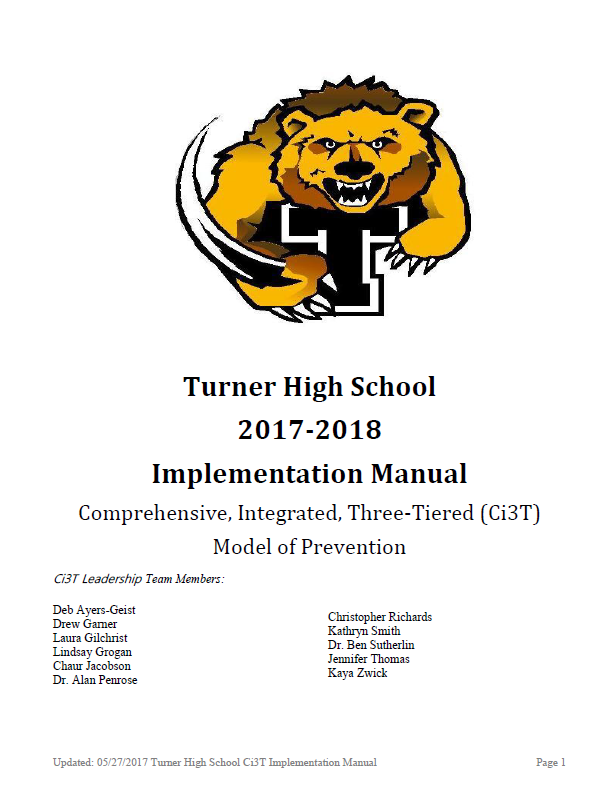 T
Turner High School
2017-2018
Implementation Manual
Comprehensive, Integrated, Three-Tiered (Ci3T)
Model of Prevention
Ci3T Leadership Team Members:
Deb Ayers-Geist
Drew Garner
Laura Gilchrist
Lindsay Grogan
Chaur Jacobson
Dr. Alan Penrose
Christopher Richards
Kathryn Smith
Dr. Ben Sutherlin
Jennifer Thomas
Kaya Zwick
Updated: 05/27/2017 Turner High School Ci3T Implementation Manual Page 1